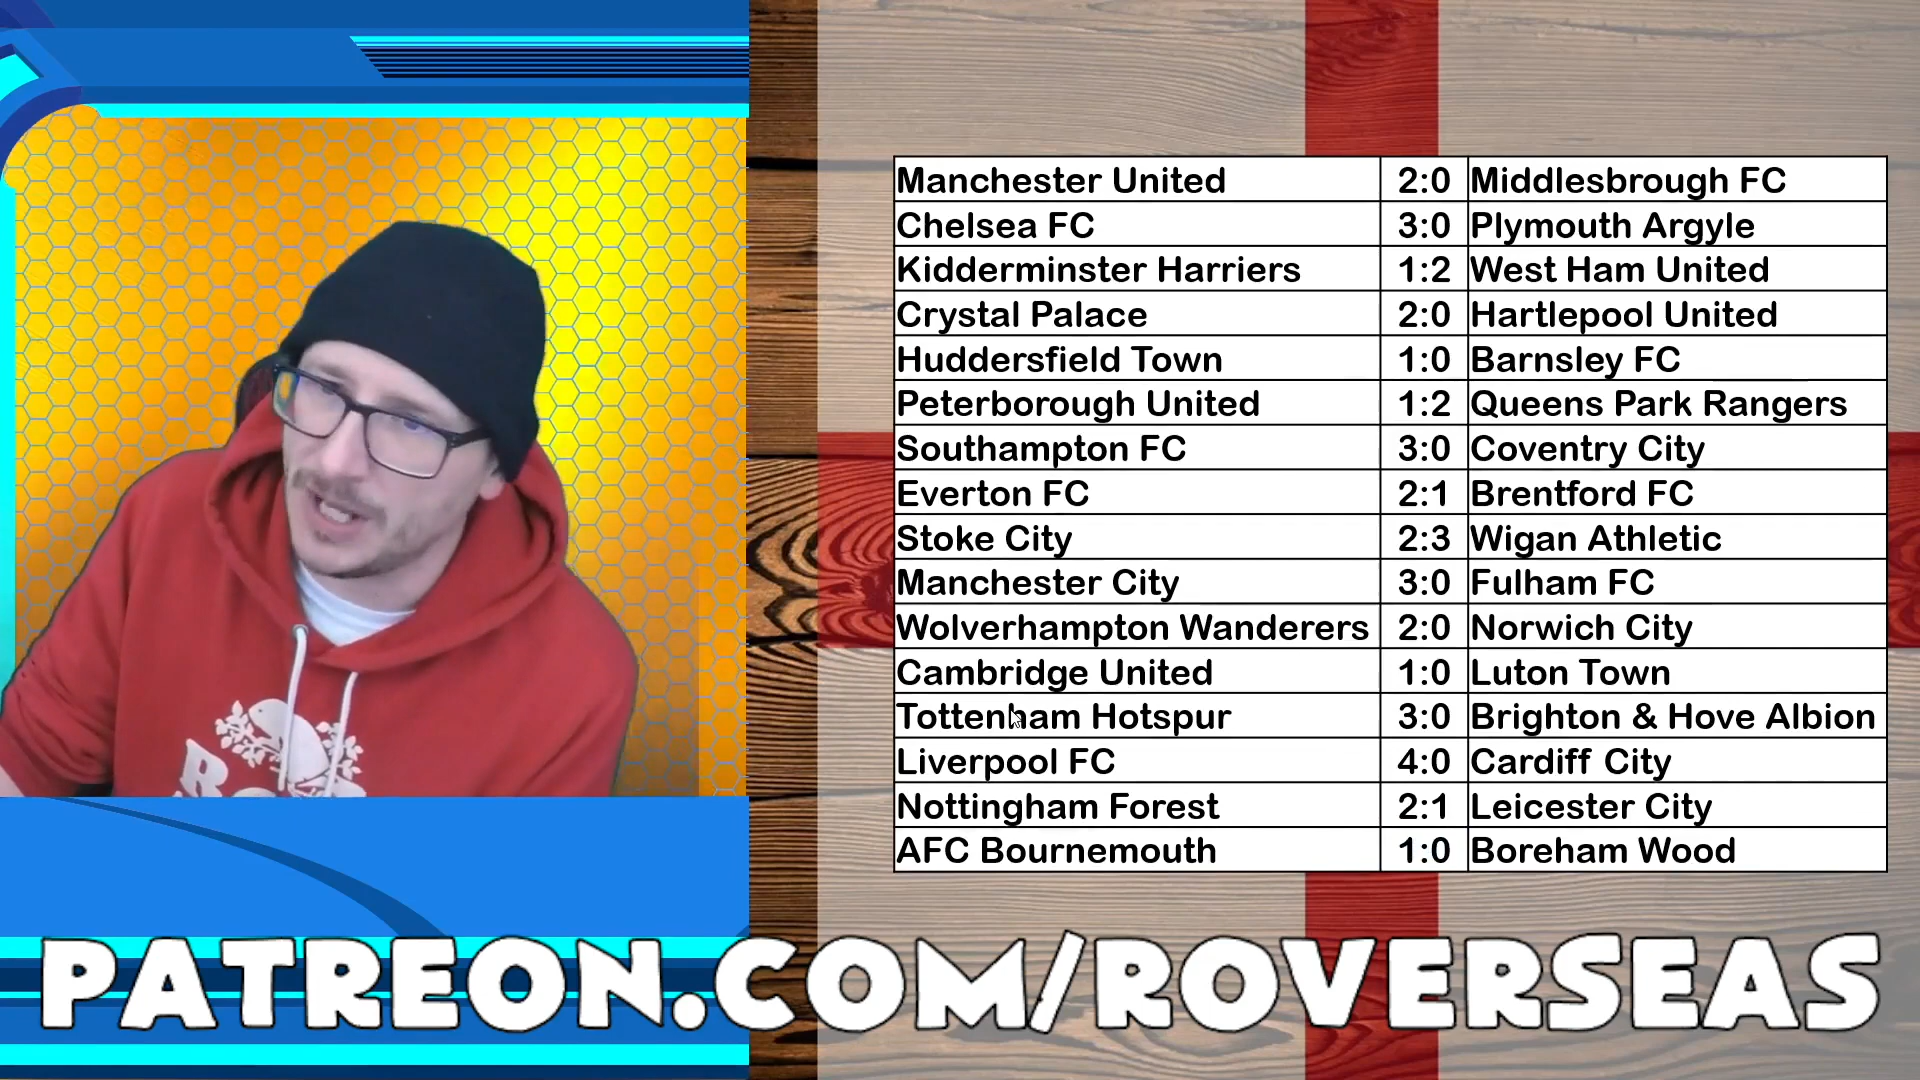 Manchester United 2:0 Middlesbrough FC
Chelsea FC 3:0 Plymouth Argyle
Kidderminster Harriers 1:2 West Ham United
Crystal Palace 2:0 Hartlepool United
Huddersfield Town 1:0 Barnsley FC
Peterborough United 1:2 Queens Park Rangers
Southampton FC 3:0 Coventry City
Everton FC 2:1 Brentford FC
Stoke City 2:3 Wigan Athletic
Manchester City 3:0 Fulham FC
Wolverhampton Wanderers 2:0 Norwich City
Cambridge United 1:0 Luton Town
Tottenham Hotspur 3:0 Brighton & Hove Albion
Liverpool FC 4:0 Cardiff City
Nottingham Forest 2:1 Leicester City
AFC Bournemouth 1:0 Boreham Wood
PATREON.COM/ROVERSEAS